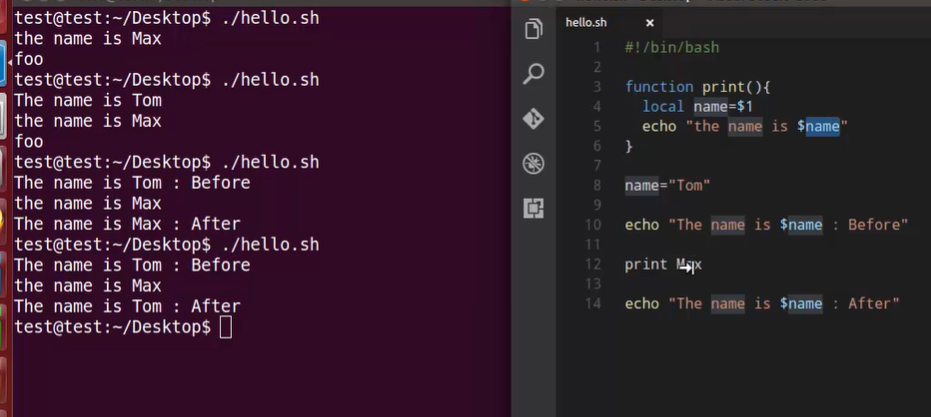 test@test:~/Desktop$ ./hello.sh
the name is Max
foo
test@test:~/Desktop$ ./hello.sh
The name is Tom
the name is Max
foo
test@test:~/Desktop$ ./hello.sh
The name is Tom : Before
the name is Max
The name is Max : After
test@test:~/Desktop$ ./hello.sh
The name is Tom : Before
the name is Max
The name is Tom : After
test@test:~/Desktop$
hello.sh ×
1 #!/bin/bash
2
3 function print(){
4 local name=$1
5 echo "the name is $name"
6 }
7
8 name="Tom"
9
10 echo "The name is $name : Before"
11
12 print Max
13
14 echo "The name is $name : After"